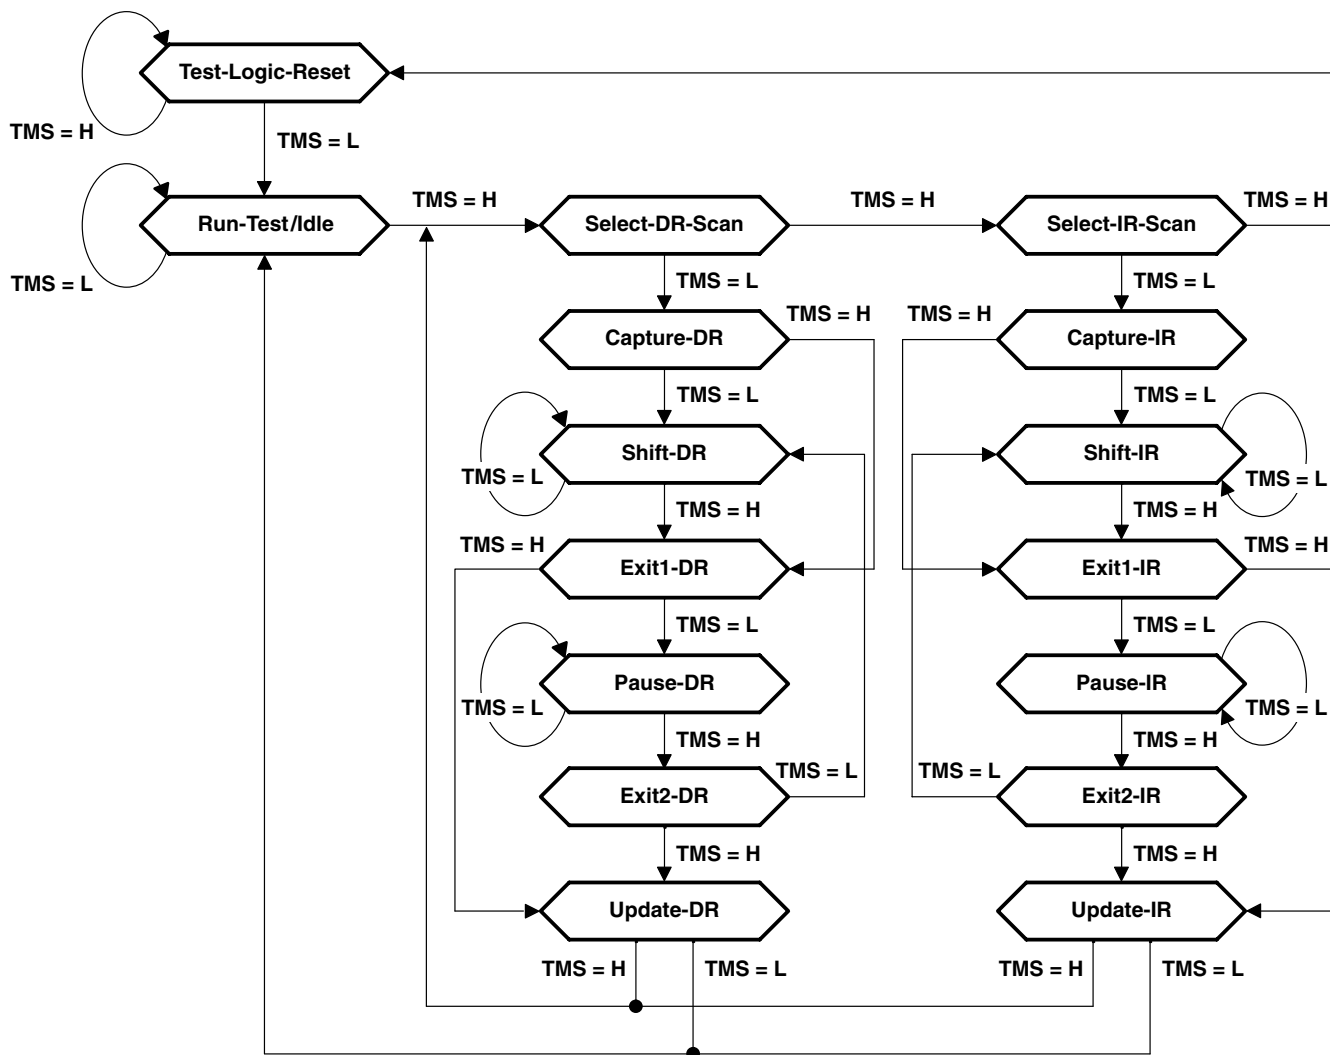 Test-Logic-Reset
TMS = H
TMS = L
TMS = H
TMS = H
TMS = H
Run-Test/Idle
Select-DR-Scan
Select-IR-Scan
TMS = L
TMS = L
TMS = L
TMS = H
TMS = H
Capture-DR
Capture-IR
TMS = L
TMS = L
Shift-DR
Shift-IR
TMS = L
TMS = L
TMS = H
TMS = H
TMS = H
TMS = H
Exit1-DR
Exit1-IR
TMS = L
TMS = L
Pause-DR
Pause-IR
TMS = L
TMS = L
TMS = H
TMS = H
TMS = L
TMS = L
Exit2-DR
Exit2-IR
TMS = H
TMS = H
Update-DR
Update-IR
TMS = H
TMS = L
TMS = H
TMS = L